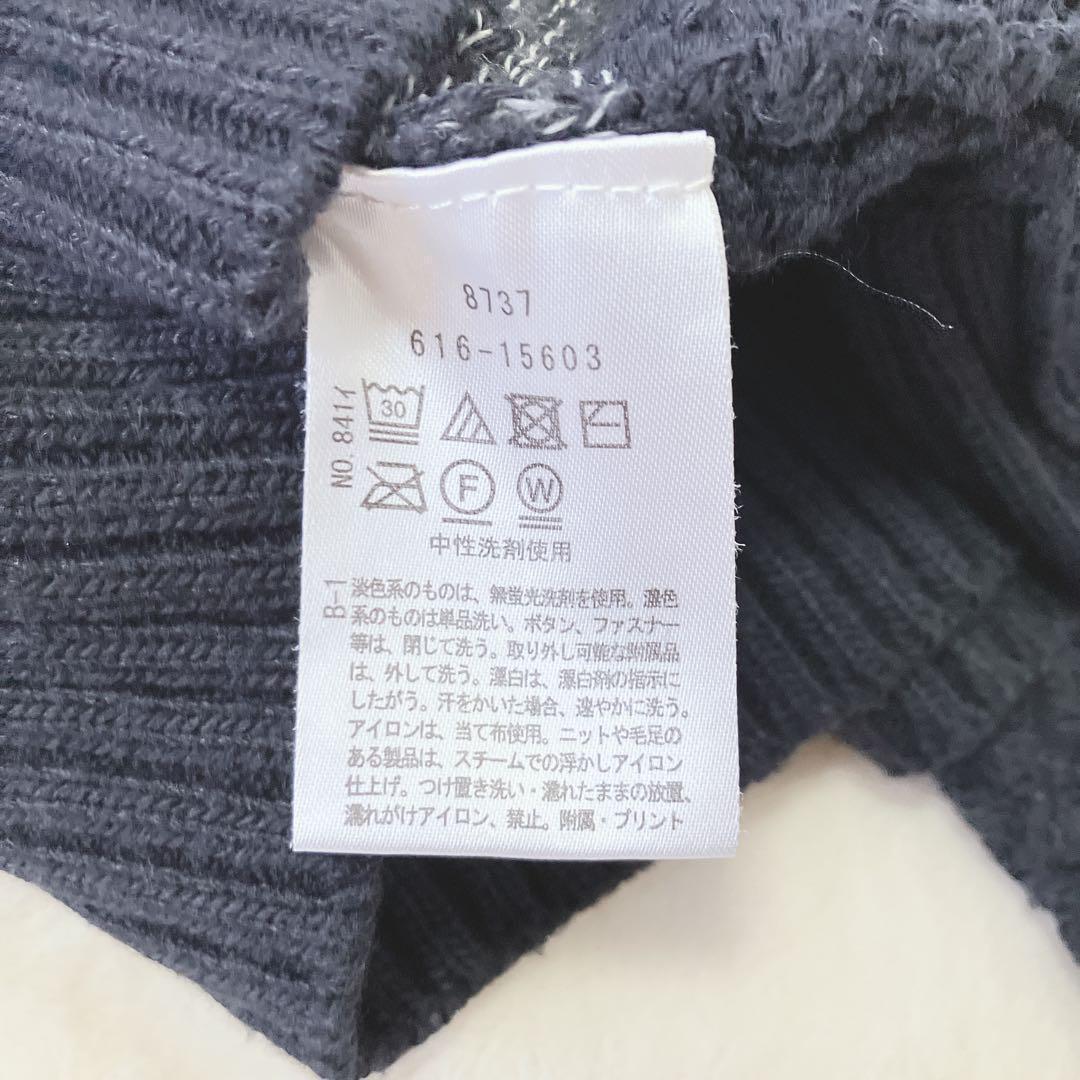 8737
616-15603
NO.841イ
30
F
W
中性洗剤使用
B-1
淡色系のものは、無蛍光洗剤を使用。濃色
系のものは単品洗い。ボタン、ファスナー
等は、閉じて洗う。取り外し可能な附属品
は、外して洗う。漂白は、漂白剤の指示に
したがう。汗をかいた場合、速やかに洗う。
アイロンは、当て布使用。ニットや毛足の
ある製品は、スチームでの浮かしアイロン
仕上げ。つけ置き洗い・濡れたままの放置、
濡れがけアイロン、禁止。附属・プリント